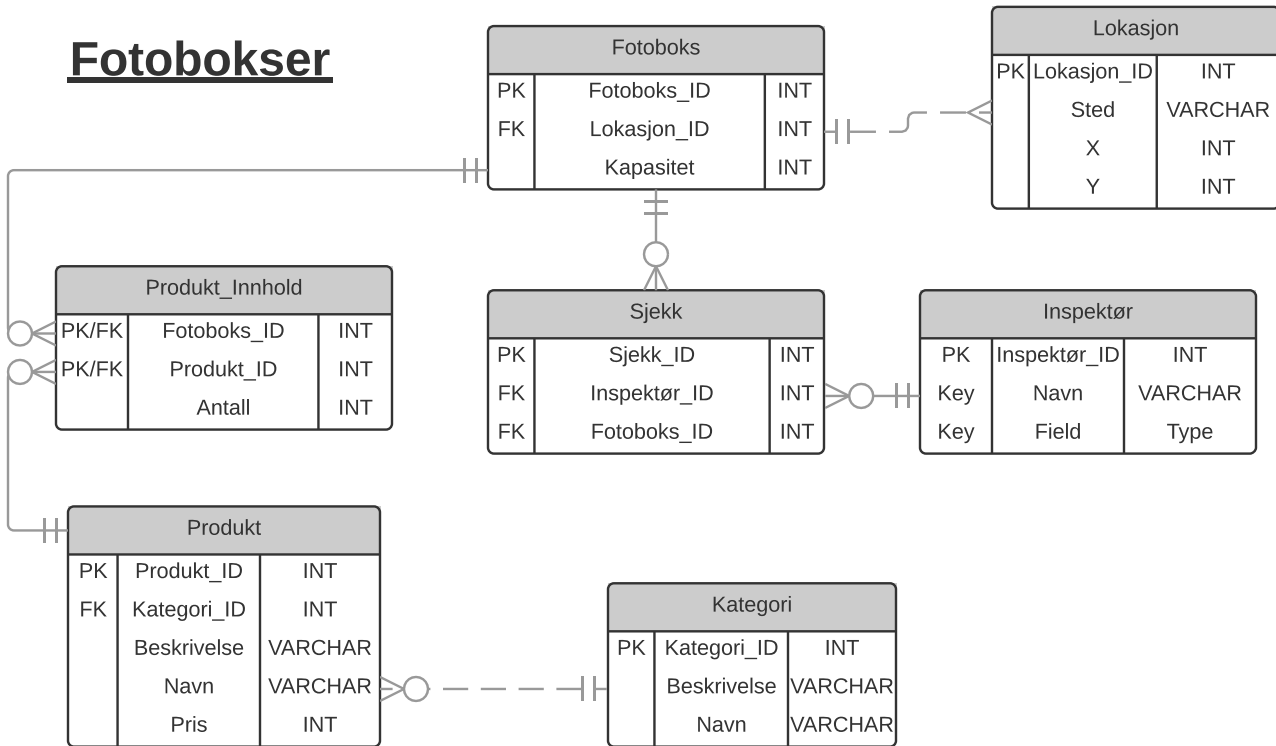 Fotobokser
Fotoboks
PK Fotoboks_ID INT
FK Lokasjon_ID INT
Kapasitet INT
Lokasjon
PK Lokasjon_ID INT
Sted VARCHAR
X INT
Y INT
Produkt_Innhold
PK/FK Fotoboks_ID INT
PK/FK Produkt_ID INT
Antall INT
Sjekk
PK Sjekk_ID INT
FK Inspektør_ID INT
FK Fotoboks_ID INT
Inspektør
PK Inspektør_ID INT
Key Navn VARCHAR
Key Field Type
Produkt
PK Produkt_ID INT
FK Kategori_ID INT
Beskrivelse VARCHAR
Navn VARCHAR
Pris INT
Kategori
PK Kategori_ID INT
Beskrivelse VARCHAR
Navn VARCHAR